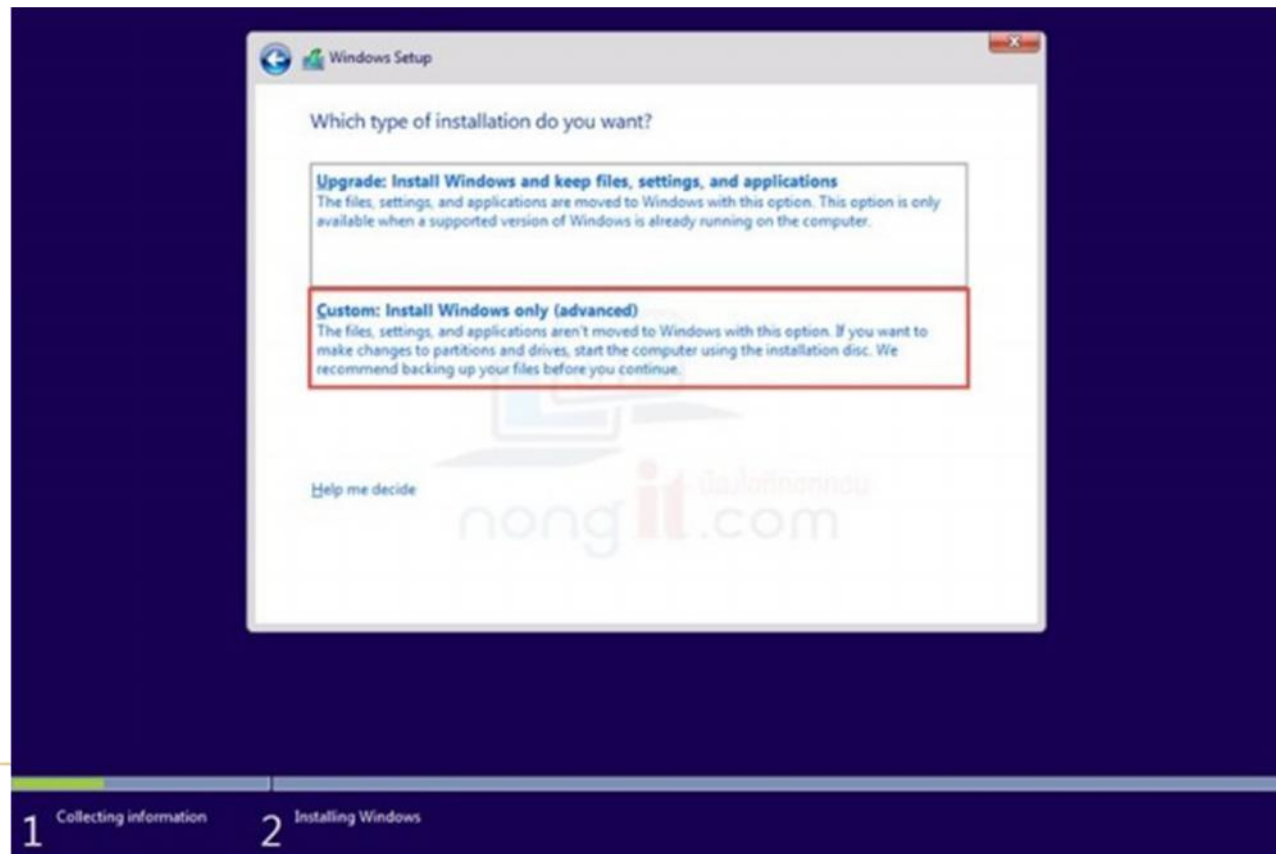 Windows Setup
Which type of installation do you want?
Upgrade: Install Windows and keep files, settings, and applications
The files, settings, and applications are moved to Windows with this option. This option is only
available when a supported version of Windows is already running on the computer.
Custom: Install Windows only (advanced)
The files, settings, and applications aren't moved to Windows with this option. If you want to
make changes to partitions and drives, start the computer using the installation disc. We
recommend backing up your files before you continue.
Help me decide
nongit.com
1 Collecting information 2 Installing Windows